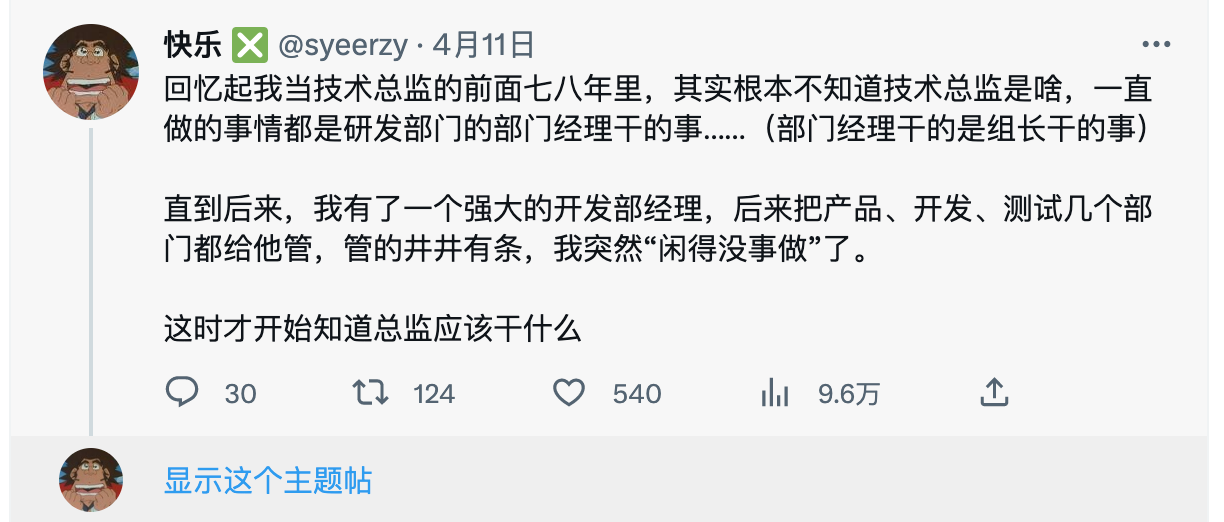 快乐 ❎ @syeerzy · 4月11日
回忆起我当技术总监的前面七八年里，其实根本不知道技术总监是啥，一直
做的事情都是研发部门的部门经理干的事......（部门经理干的是组长干的事）
直到后来，我有了一个强大的开发部经理，后来把产品、开发、测试几个部
门都给他管，管的井井有条，我突然“闲得没事做”了。
这时才开始知道总监应该干什么
30 124 540 9.6万
显示这个主题帖